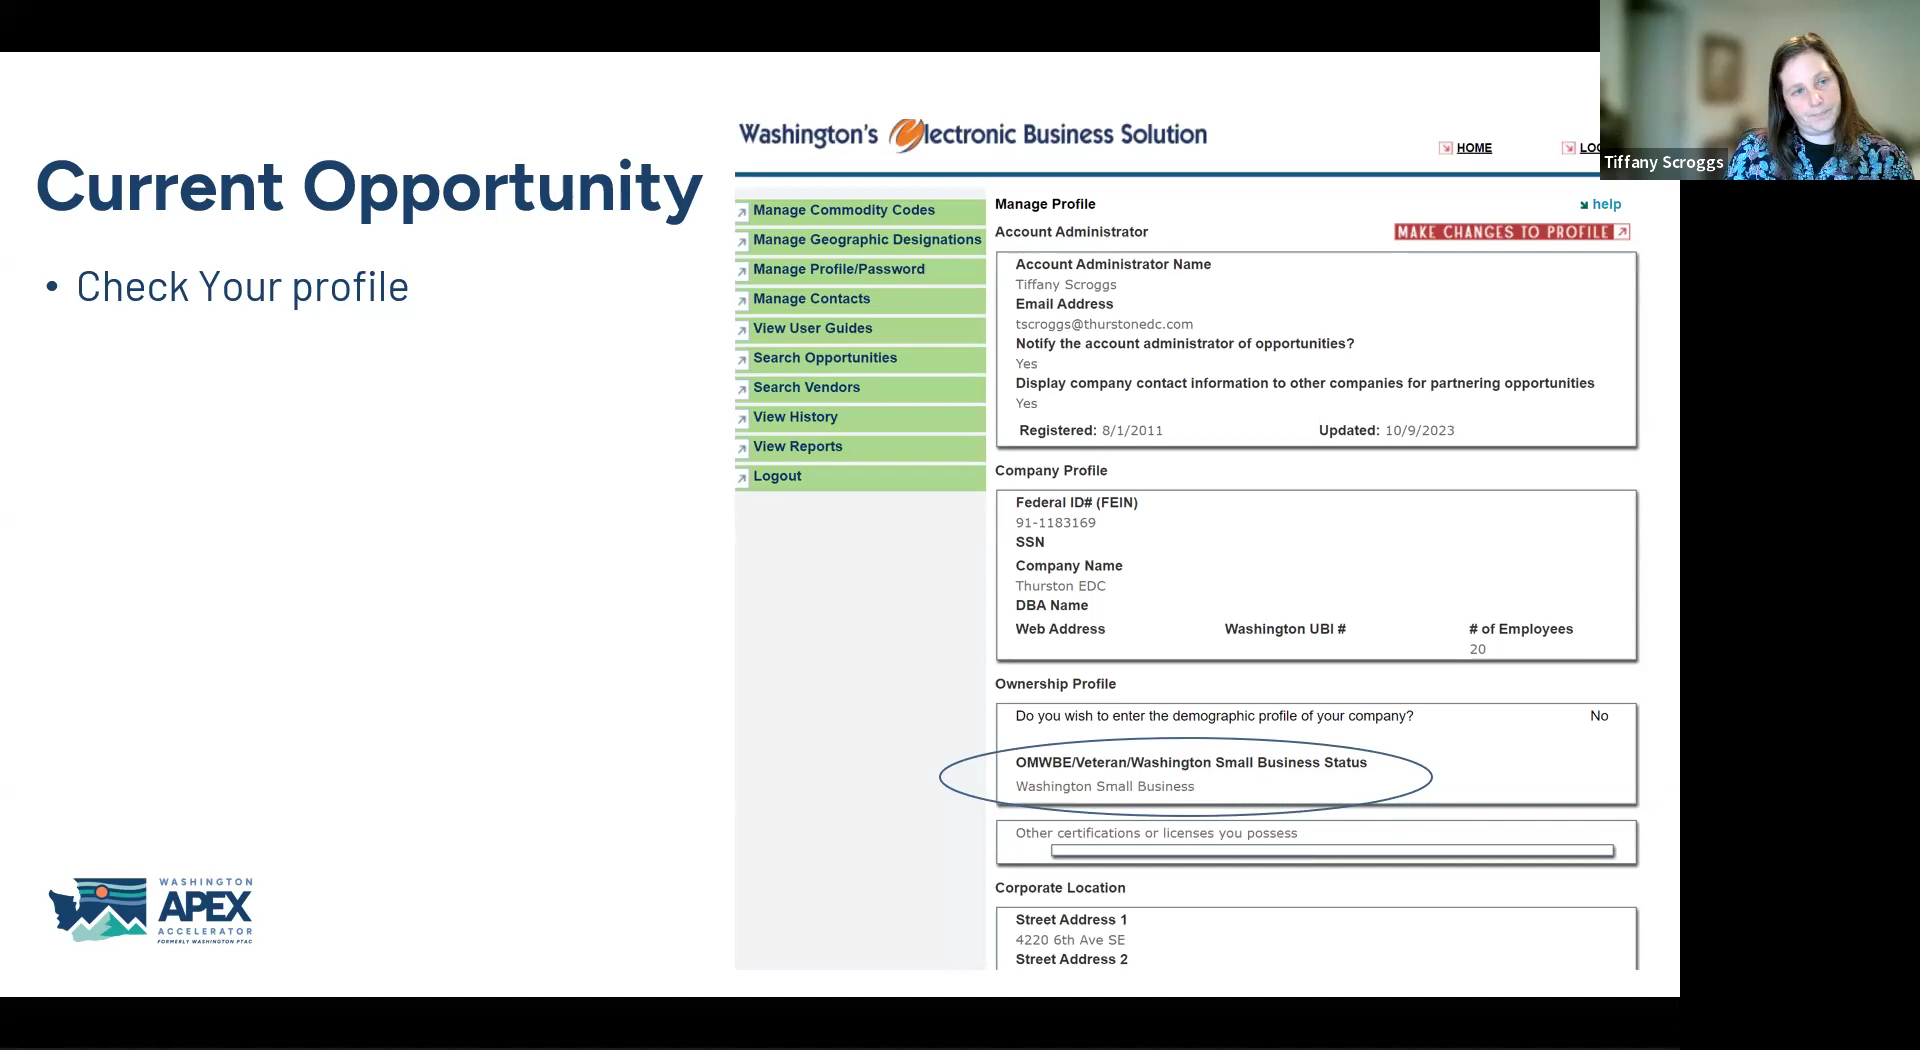 Current Opportunity
• Check Your profile
WASHINGTON
APEX
ACCELERATOR
FORMERLY WASHINGTON PTAC
Washington's Electronic Business Solution
HOME
Manage Commodity Codes
Manage Geographic Designations
Manage Profile/Password
Manage Contacts
View User Guides
Search Opportunities
Search Vendors
View History
View Reports
Logout
Manage Profile
help
Account Administrator
MAKE CHANGES TO PROFILE
Account Administrator Name
Tiffany Scroggs
Email Address
tscroggs@thurstonedc.com
Notify the account administrator of opportunities?
Yes
Display company contact information to other companies for partnering opportunities
Yes
Registered: 8/1/2011 Updated: 10/9/2023
Company Profile
Federal ID# (FEIN)
91-1183169
SSN
Company Name
Thurston EDC
DBA Name
Web Address Washington UBI # # of Employees
20
Ownership Profile
Do you wish to enter the demographic profile of your company? No
OMWBE/Veteran/Washington Small Business Status
Washington Small Business
Other certifications or licenses you possess
Corporate Location
Street Address 1
4220 6th Ave SE
Street Address 2
Tiffany Scroggs